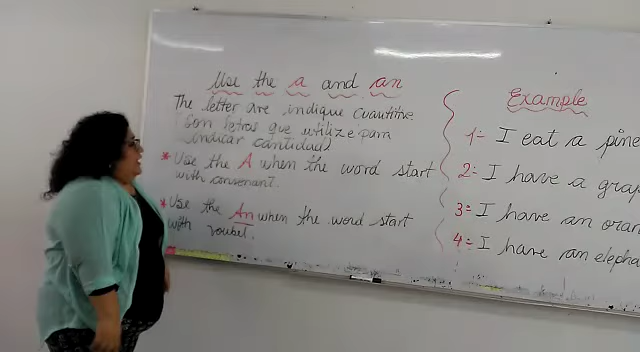 Use the a and an
The letter are indique cuantitive
Son letras que utilize para
indicar cantidad
* Use the A when the word start
with consenant.
* Use the An when the word start
with voubel.
Example
1= I eat a pine
2= I have a grap
3= I have an oran
4= I have an elepha